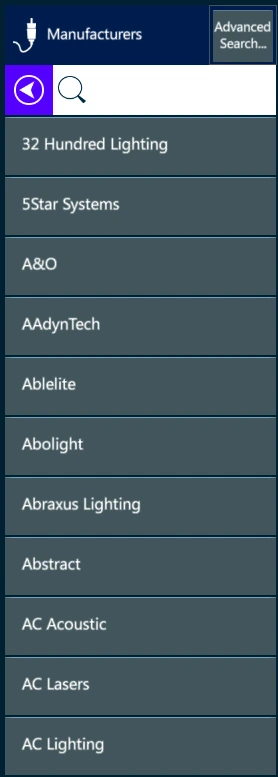 Manufacturers
Advanced
Search...
32 Hundred Lighting
5Star Systems
A&O
AAdynTech
Ablelite
Abolight
Abraxus Lighting
Abstract
AC Acoustic
AC Lasers
AC Lighting